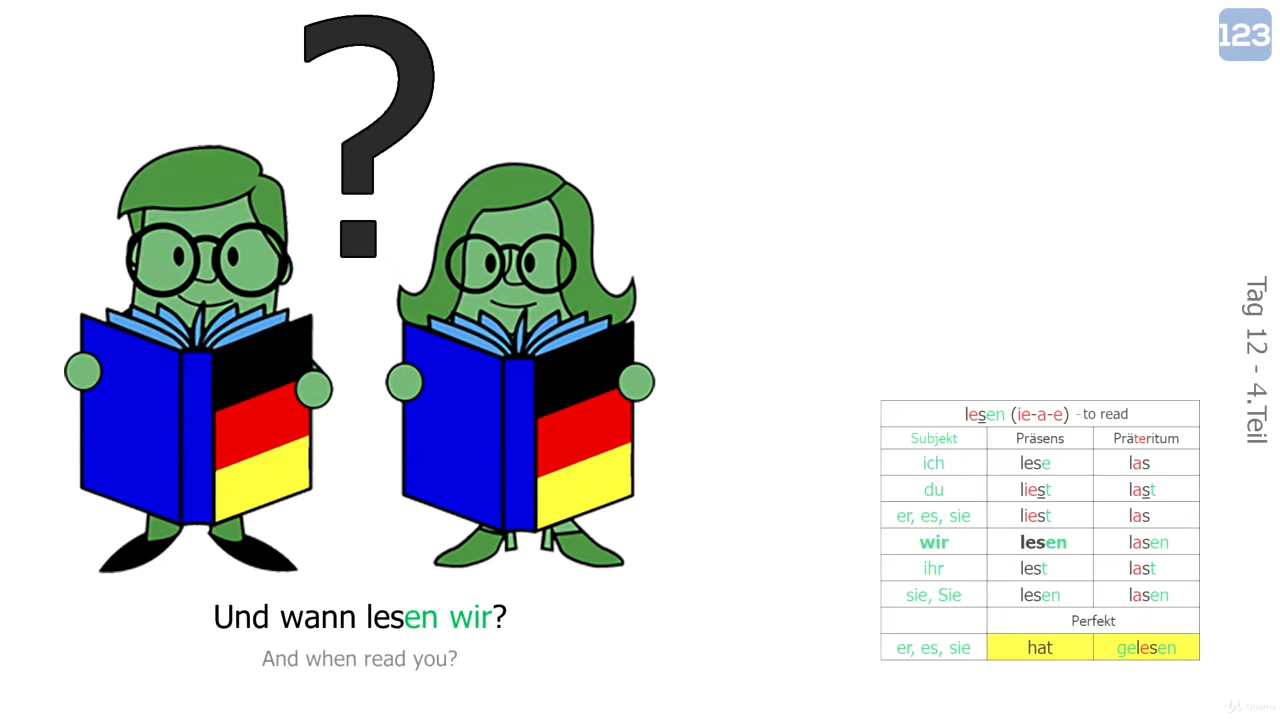 123
?
Und wann lesen wir?
And when read you?
Tag 12 - 4.Teil
lesen (ie-a-e) - to read
Subjekt Präsens Präteritum
ich lese las
du liest last
er, es, sie liest las
wir lesen lasen
ihr lest last
sie, Sie lesen lasen
Perfekt
er, es, sie hat gelesen